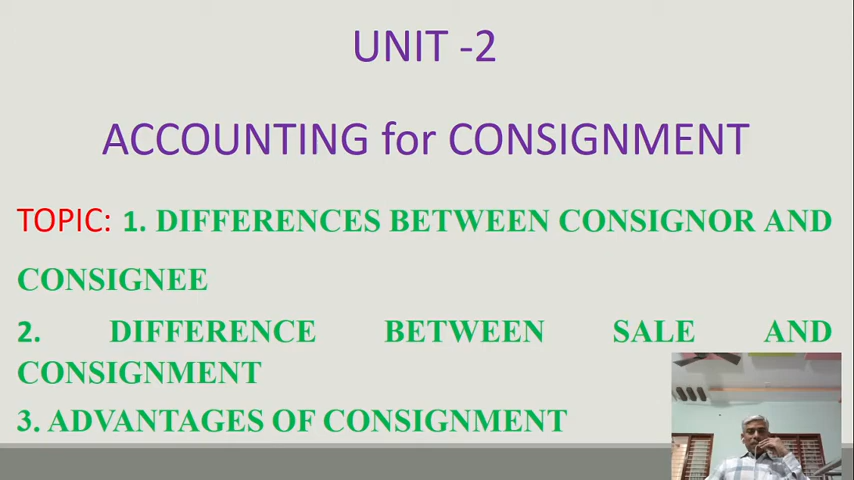 UNIT -2
ACCOUNTING for CONSIGNMENT
TOPIC: 1. DIFFERENCES BETWEEN CONSIGNOR AND
CONSIGNEE
2. DIFFERENCE BETWEEN SALE AND
CONSIGNMENT
3. ADVANTAGES OF CONSIGNMENT